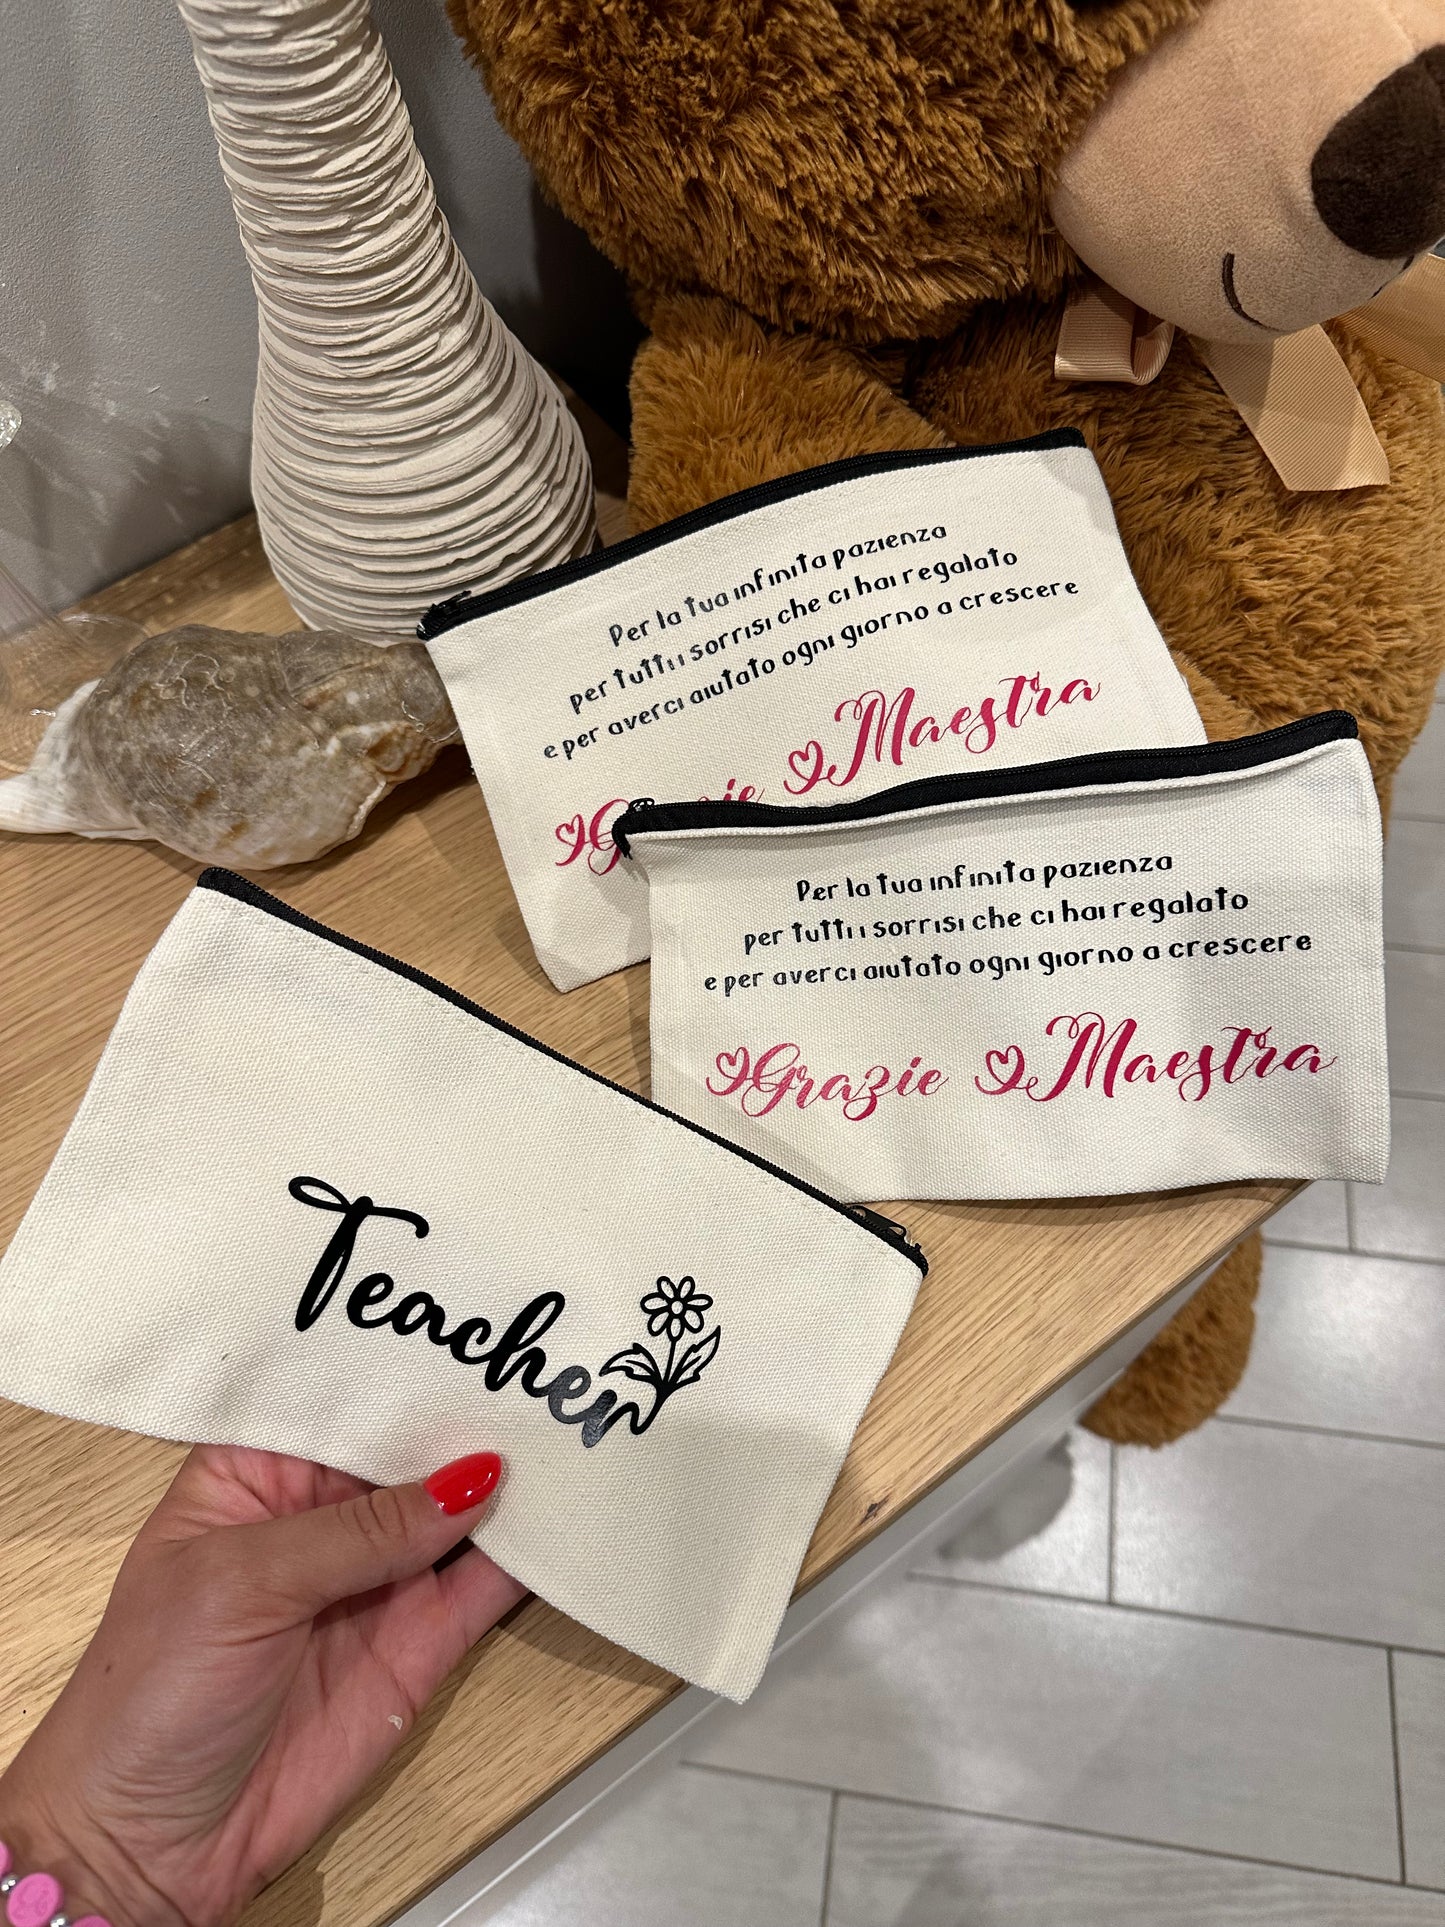 Per la tua infinita pazienza
per tutti i sorrisi che ci hai regalato
e per averci aiutato ogni giorno a crescere
Maestra
Per la tua infinita pazienza
per tutti i sorrisi che ci hai regalato
e per averci aiutato ogni giorno a crescere
Grazie Maestra
Teacher